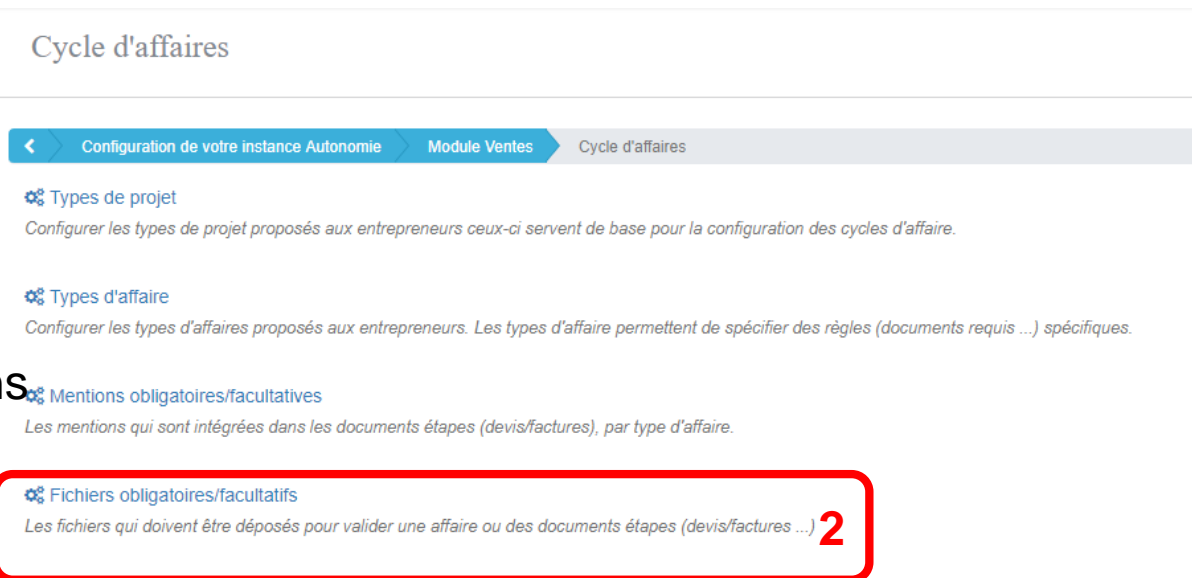 Cycle d'affaires
Configuration de votre instance Autonomie Module Ventes Cycle d'affaires
Types de projet
Configurer les types de projet proposés aux entrepreneurs ceux-ci servent de base pour la configuration des cycles d'affaire.
Types d'affaire
Configurer les types d'affaires proposés aux entrepreneurs. Les types d'affaire permettent de spécifier des règles (documents requis ...) spécifiques.
Mentions obligatoires/facultatives
Les mentions qui sont intégrées dans les documents étapes (devis/factures), par type d'affaire.
Fichiers obligatoires/facultatifs
Les fichiers qui doivent être déposés pour valider une affaire ou des documents étapes (devis/factures ...) 2